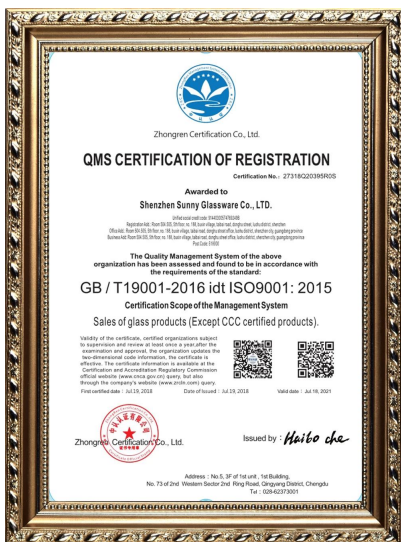 Zhongren Certification Co., Ltd.
QMS CERTIFICATION OF REGISTRATION
Certification No.: 27318Q20395R0S
Awarded to
Shenzhen Sunny Glassware Co., LTD.
The Quality Management System of the above
organization has been assessed and found to be in accordance with
the requirements of the standard:
GB / T19001-2016 idt ISO9001: 2015
Certification Scope of the Management System
Sales of glass products (Except CCC certified products).
Validity of the certificate, certified organizations subject
to supervision and review at least once a year,after the
examination and approval, the organization updates the
two-dimensional code information, the certificate is
effective. The certificate information is available at the
Certification and Accreditation Regulatory Commission
official website (www.cnca.gov.cn) query, but also
through the company's website (www.zrcltn.com) query.
First certified date : Jul.19, 2018 Date of Issued : Jul.19, 2018 Valid date : Jul.18, 2021
Zhongren Certification Co., Ltd.
Issued by : Haibo che
Address : No.5, 3F of 1st unit , 1st Building,
No. 73 of 2nd Western Sector 2nd Ring Road, Qingyang District, Chengdu
Tel : 028-62373001